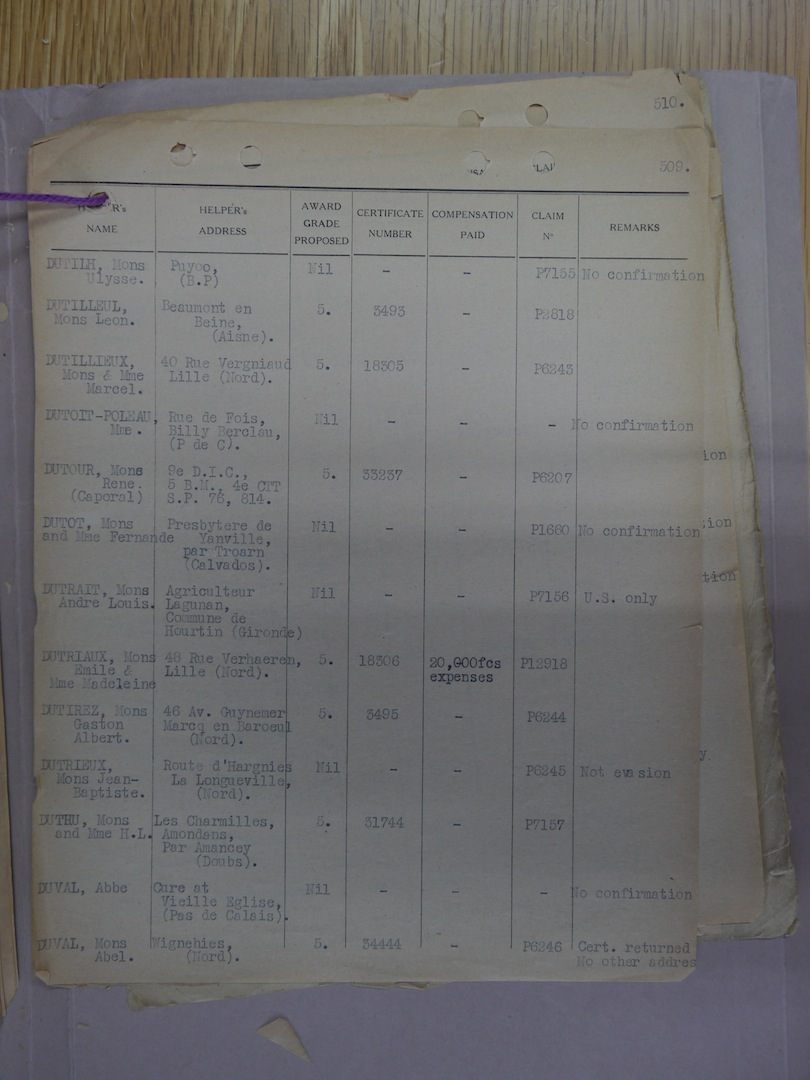 510.
509.
HELPER's
ADDRESS
NAME
AWARD
GRADE
PROPOSED
CERTIFICATE
NUMBER
COMPENSATION
PAID
CLAIM
No
REMARKS
DUTILH, Mons Puyoo, Nil - - P7155 No confirmation
Ulysse. (B.P)
DUTILLEUL, Beaumont en 5. 3493 - P2818
Mons Leon. Beine,
(Aisne).
DUTILLIEUX, 40 Rue Vergniaud 5. 18305 - P6243
Mons & Mme Lille (Nord).
Marcel.
DUTOIT-POLEAU, Rue de Fois, Nil - - - No confirmation
Mme. Billy Berclau,
(P de C).
DUTOUR, Mons 9e D.I.C., 5. 33237 - P6207
Rene. 5 B.M., 4e CTT
(Caporal) S.P. 76, 814.
DUTOT, Mons Presbytere de Nil - - P1660 No confirmation
and Mme Fernande Yanville,
par Troarn
(Calvados).
DUTRAIT, Mons Agriculteur Nil - - P7156 U.S. only
Andre Louis. Lagunan,
Commune de
Hourtin (Gironde)
DUTRIAUX, Mons 48 Rue Verhaeren, 5. 18306 20,000fcs P12918
Emile & Lille (Nord). expenses
Mme Madeleine
DUTIREZ, Mons 46 Av. Guynemer 5. 3495 - P6244
Gaston Marcq en Baroeul
Albert. (Nord).
DUTRIEUX, Route d'Hargnies Nil - - P6245 Not evasion
Mons Jean- La Longueville,
Baptiste. (Nord).
DUTHU, Mons Les Charmilles, 5. 31744 - P7157
and Mme H.L. Amondans,
Par Amancey
(Doubs).
DUVAL, Abbe Cure at Nil - - - No confirmation
Vieille Eglise,
(Pas de Calais).
DUVAL, Mons Wignehies, 5. 34444 - P6246 Cert. returned
Abel. (Nord). No other addres